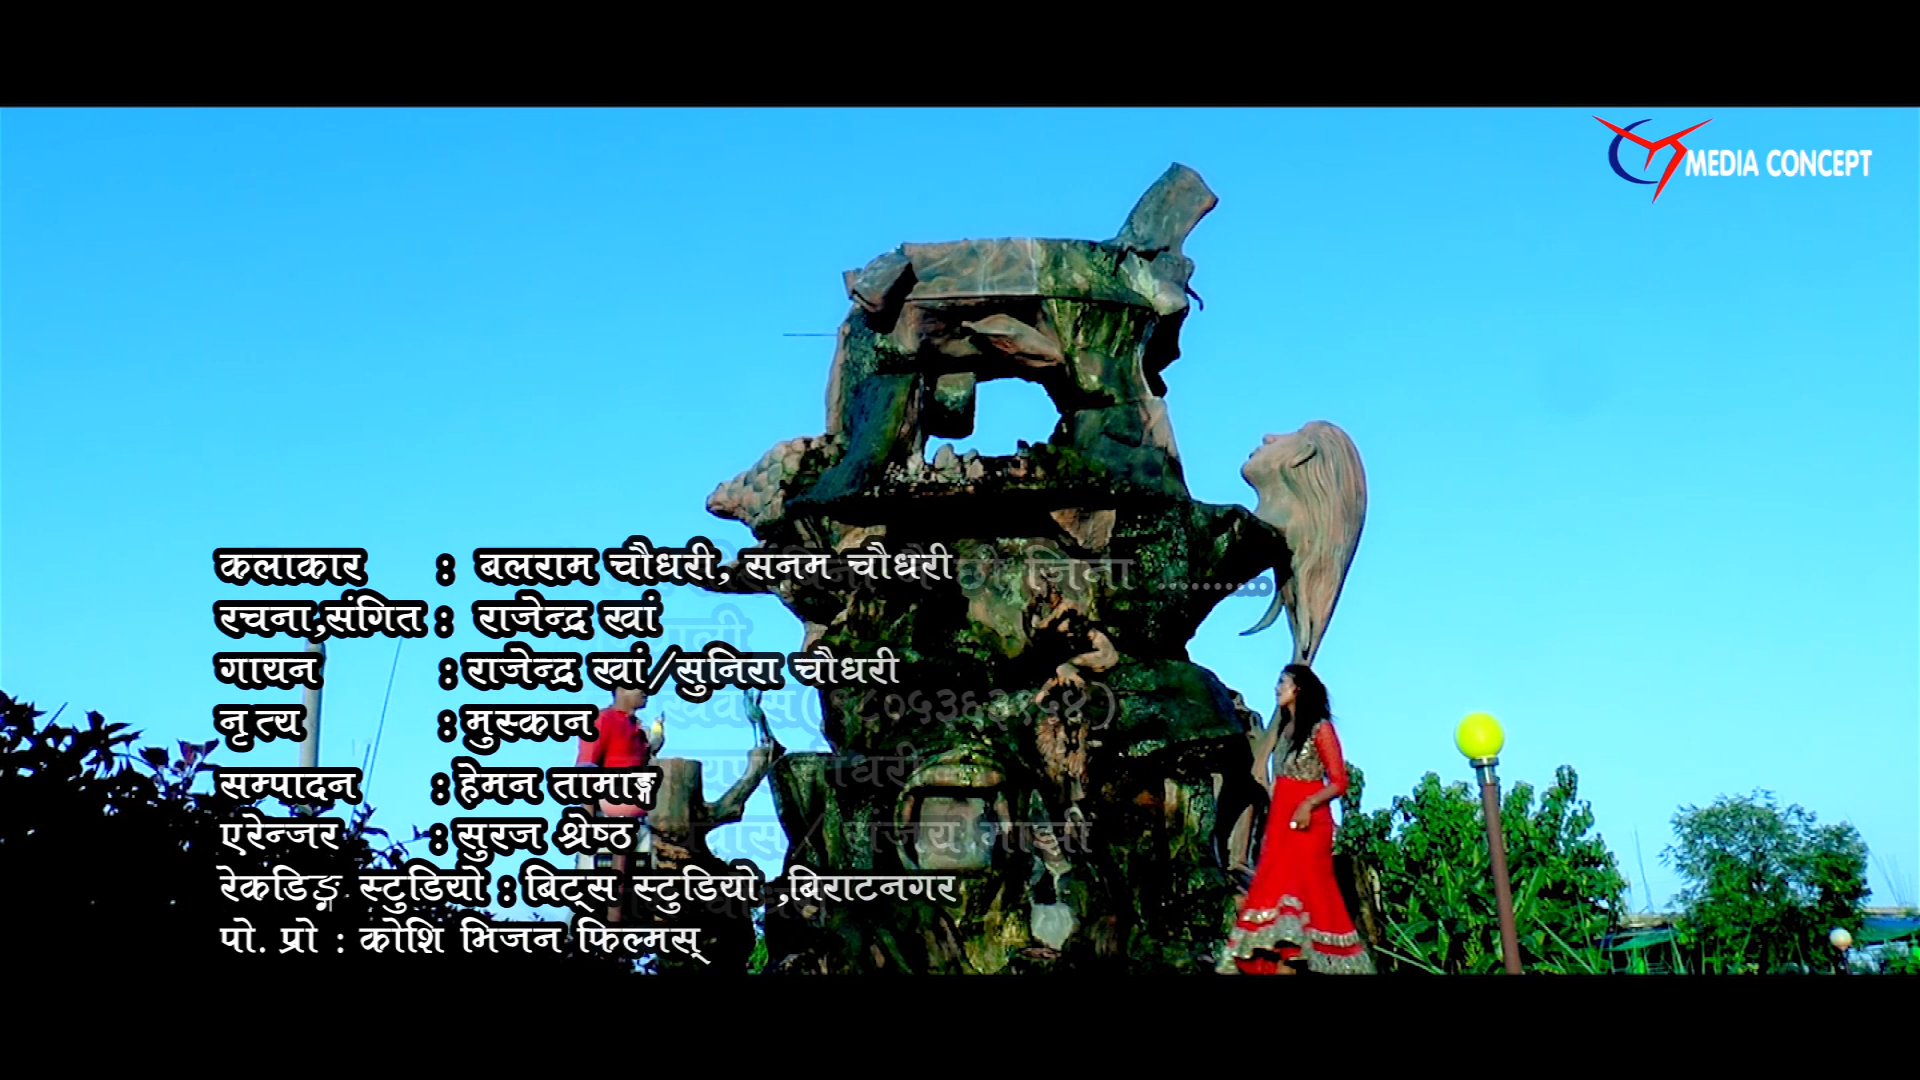 MEDIA CONCEPT
कलाकार : बलराम चौधरी, सनम चौधरी
रचना,संगित : राजेन्द्र खां
गायन : राजेन्द्र खां/सुनिरा चौधरी
नृत्य : मुस्कान
सम्पादन : हेमन तामाङ्ग
एरेन्जर : सुरज श्रेष्ठ
रेकडिङ्ग स्टुडियो : बिट्स स्टुडियो ,बिराटनगर
पो. प्रो : कोशि भिजन फिल्मस्